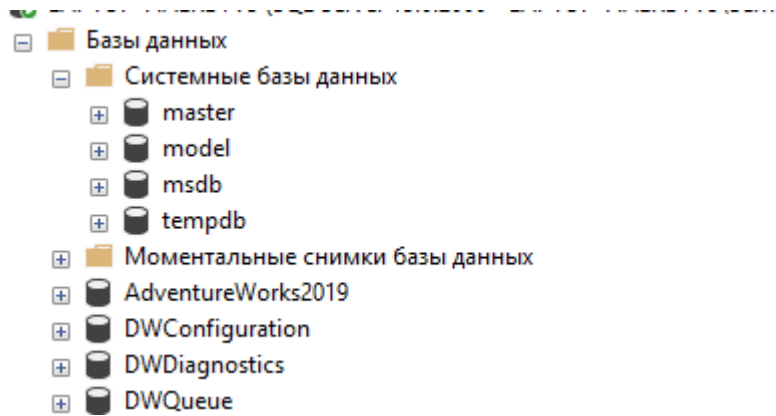 Базы данных
Системные базы данных
master
model
msdb
tempdb
Моментальные снимки базы данных
AdventureWorks2019
DWConfiguration
DWDiagnostics
DWQueue